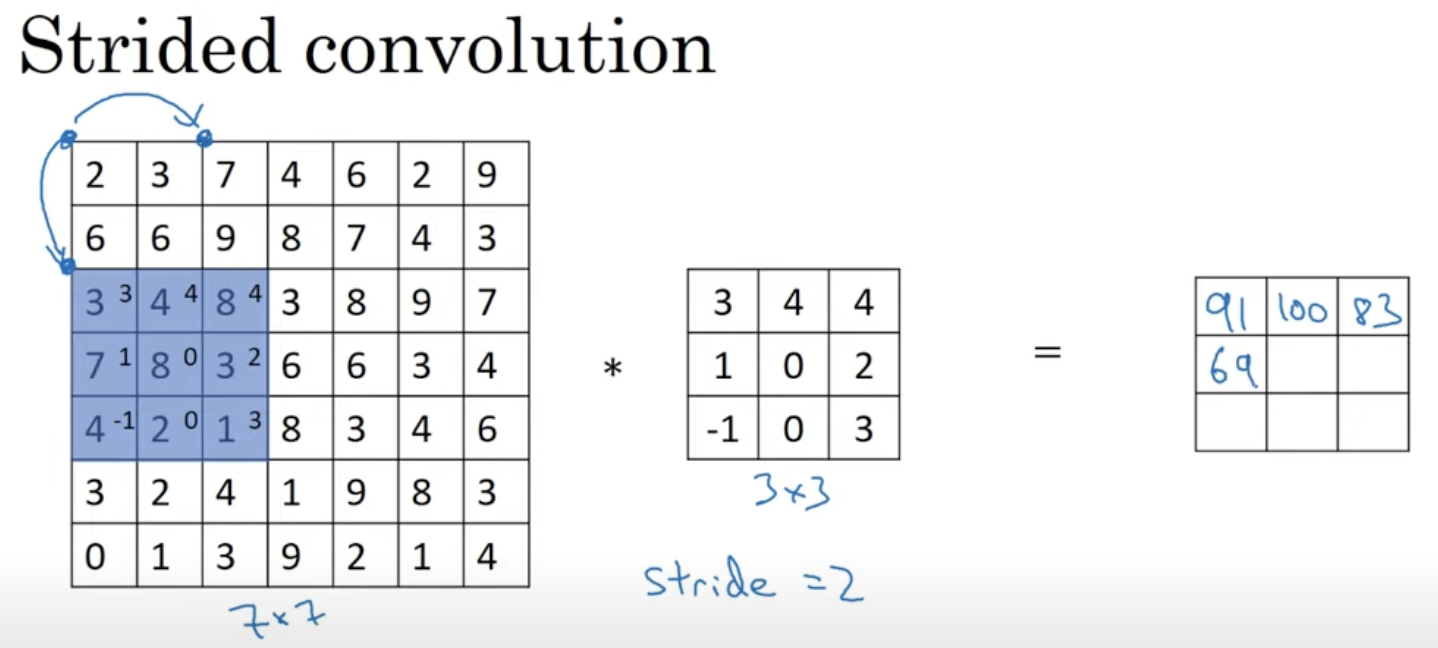 Strided convolution
2 3 7 4 6 2 9
6 6 9 8 7 4 3
3 3 4 4 8 4 3 8 9 7
7 1 8 0 3 2 6 6 3 4
4 -1 2 0 1 3 8 3 4 6
3 2 4 1 9 8 3
0 1 3 9 2 1 4
7×7
*
3 4 4
1 0 2
-1 0 3
3×3
stride = 2
=
91 100 83
69